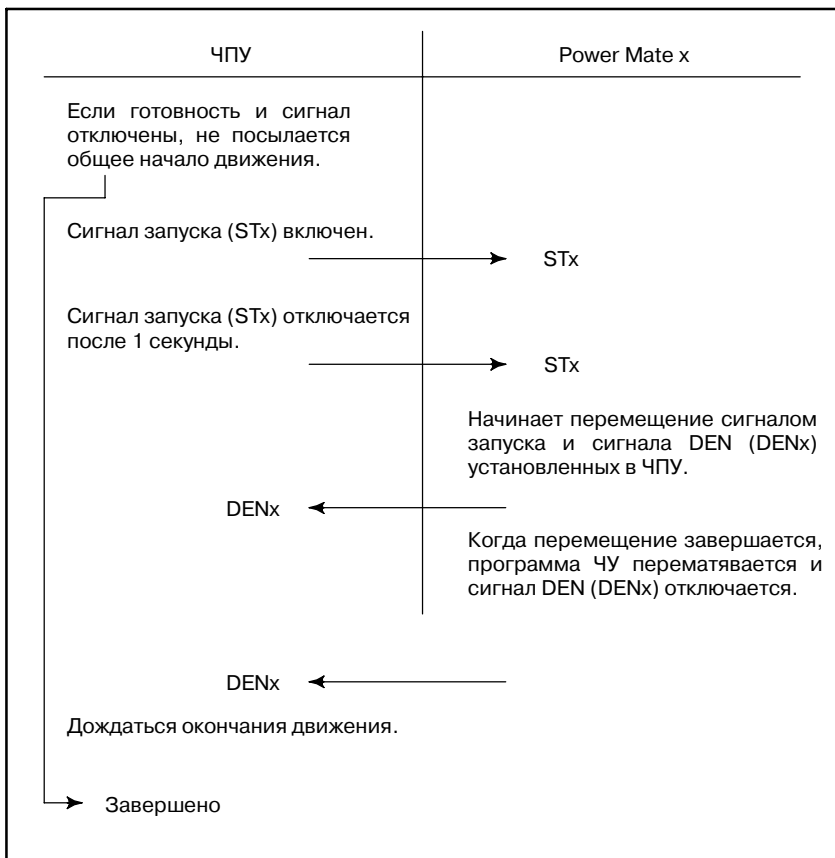 ЧПУ
Power Mate x
Если готовность и сигнал
отключены, не посылается
общее начало движения.
Сигнал запуска (STx) включен.
STx
Сигнал запуска (STx) отключается
после 1 секунды.
STx
Начинает перемещение сигналом
запуска и сигнала DEN (DENx)
установленных в ЧПУ.
DENx
Когда перемещение завершается,
программа ЧУ перематявается и
сигнал DEN (DENx) отключается.
DENx
Дождаться окончания движения.
Завершено